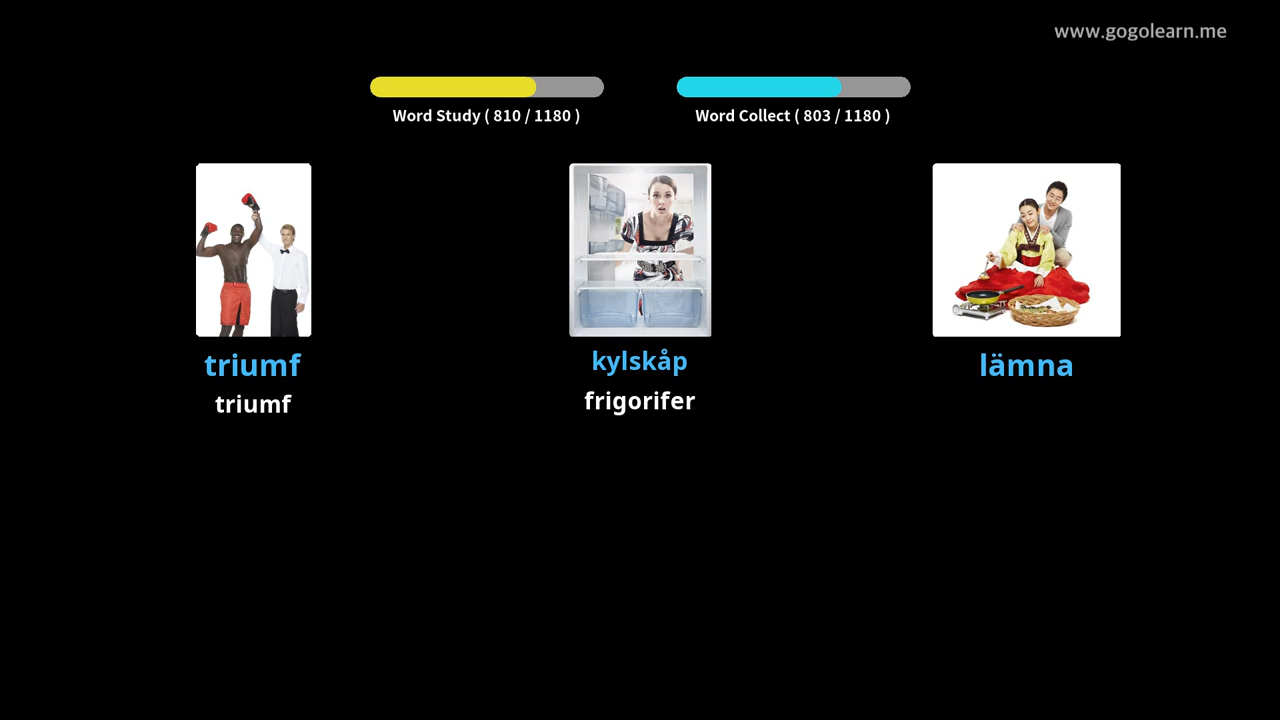 www.gogolearn.me
Word Study ( 810 / 1180 )
Word Collect ( 803 / 1180 )
triumf
triumf
kylskåp
frigorifer
lämna